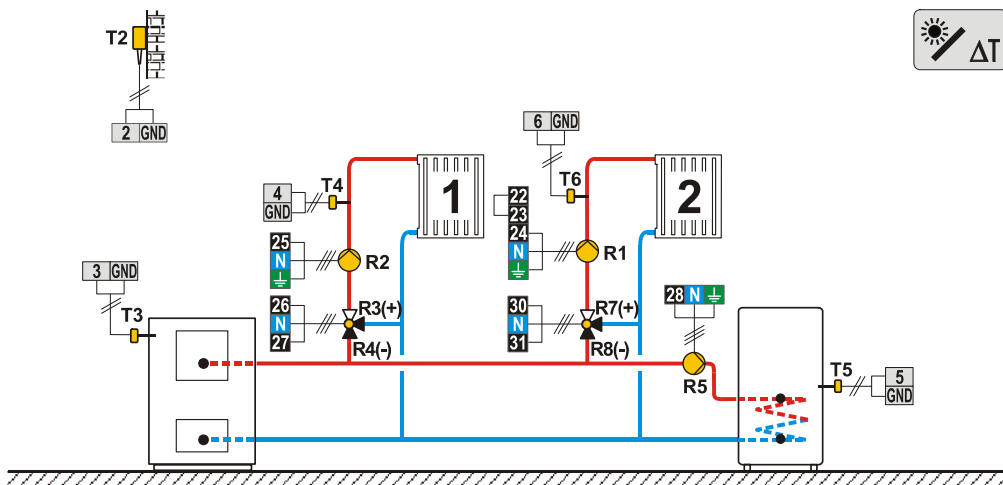 T2
2 GND
ΔT
6 GND
T6
4
GND
T4
1
2
22
23
24
N
25
N
R2
R1
3 GND
T3
26
N
27
R3(+)
R4(-)
30
N
31
R7(+)
R8(-)
28 N
R5
T5
5
GND